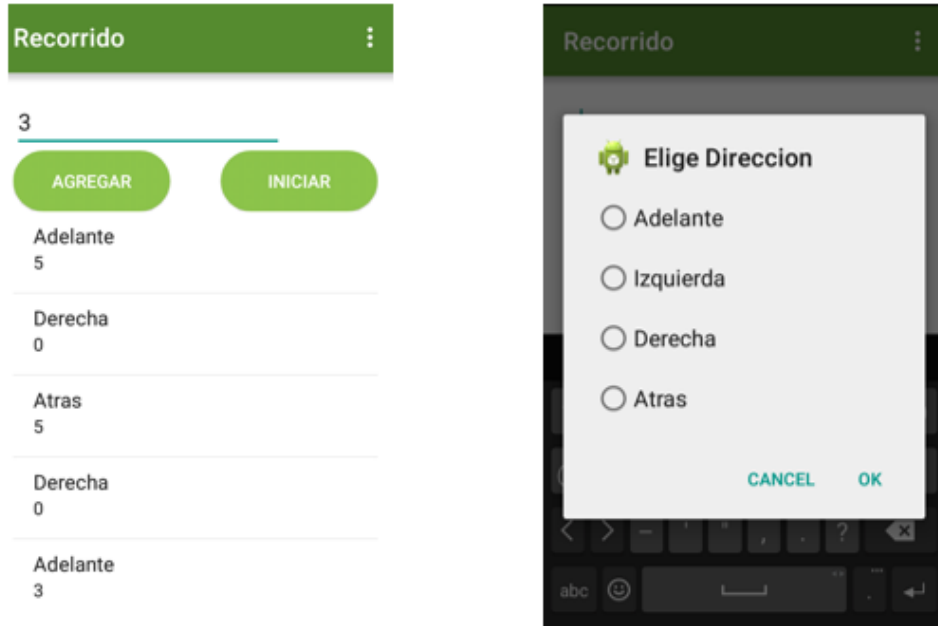 Recorrido
3
AGREGAR INICIAR
Adelante
5
Derecha
0
Atras
5
Derecha
0
Adelante
3
Recorrido
Elige Direccion
Adelante
Izquierda
Derecha
Atras
CANCEL OK
< > - ' " , . ?
abc